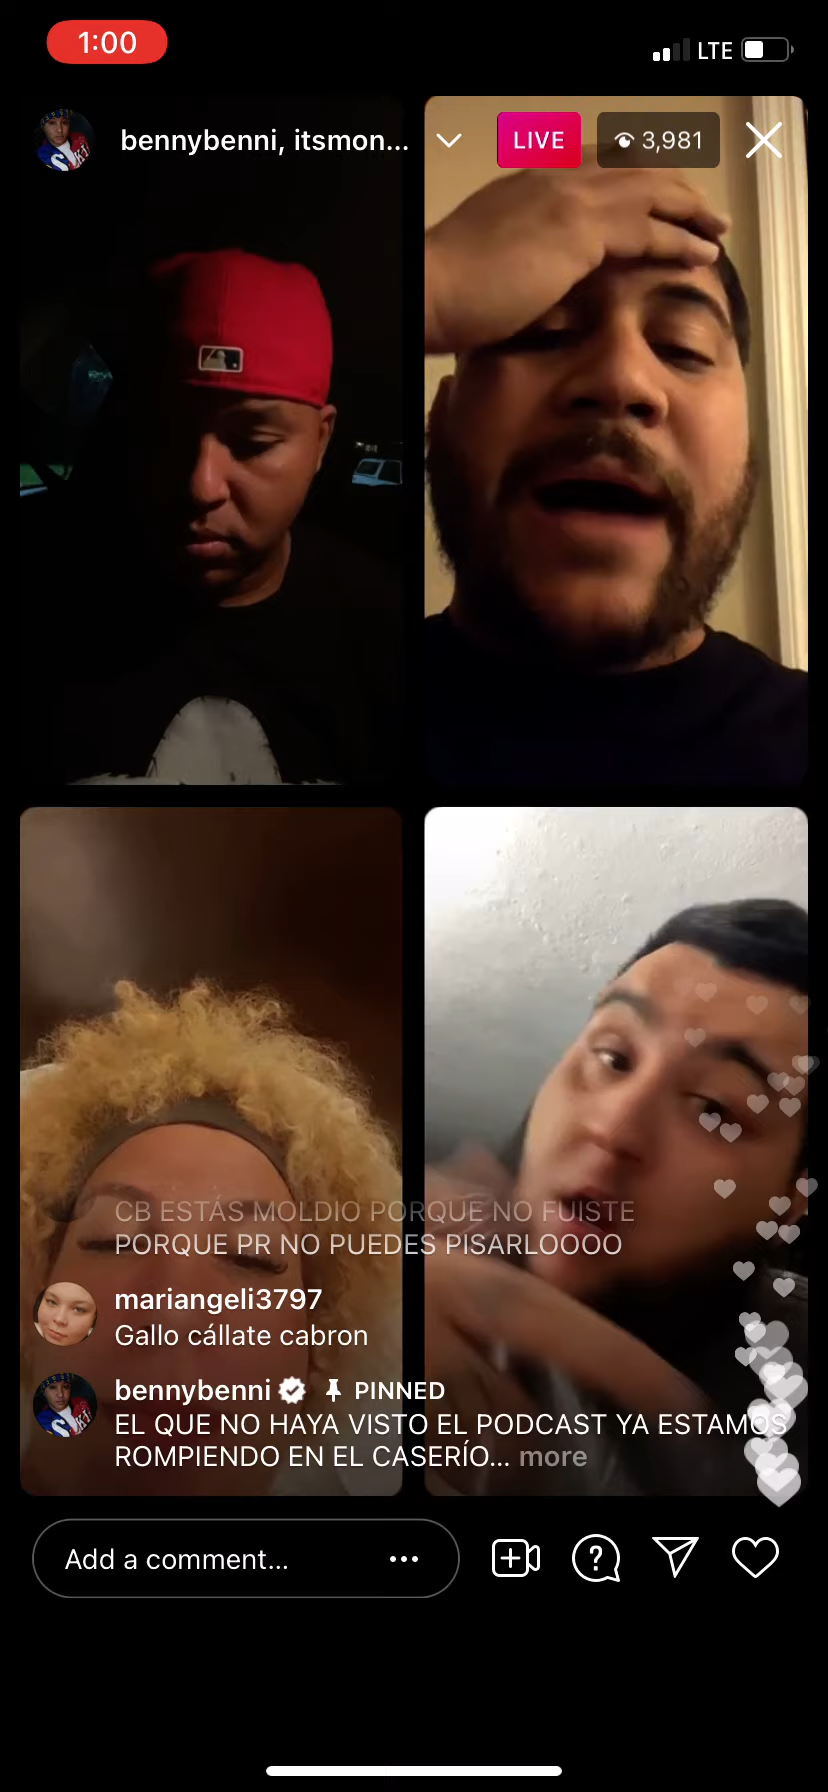 1:00
LTE
bennybenni, itsmon...
LIVE
3,981
CB ESTÁS MOLDIO PORQUE NO FUISTE
PORQUE PR NO PUEDES PISARLOOOO
mariangeli3797
Gallo cállate cabron
bennybenni PINNED
EL QUE NO HAYA VISTO EL PODCAST YA ESTAMOS
ROMPIENDO EN EL CASERÍO... more
Add a comment...